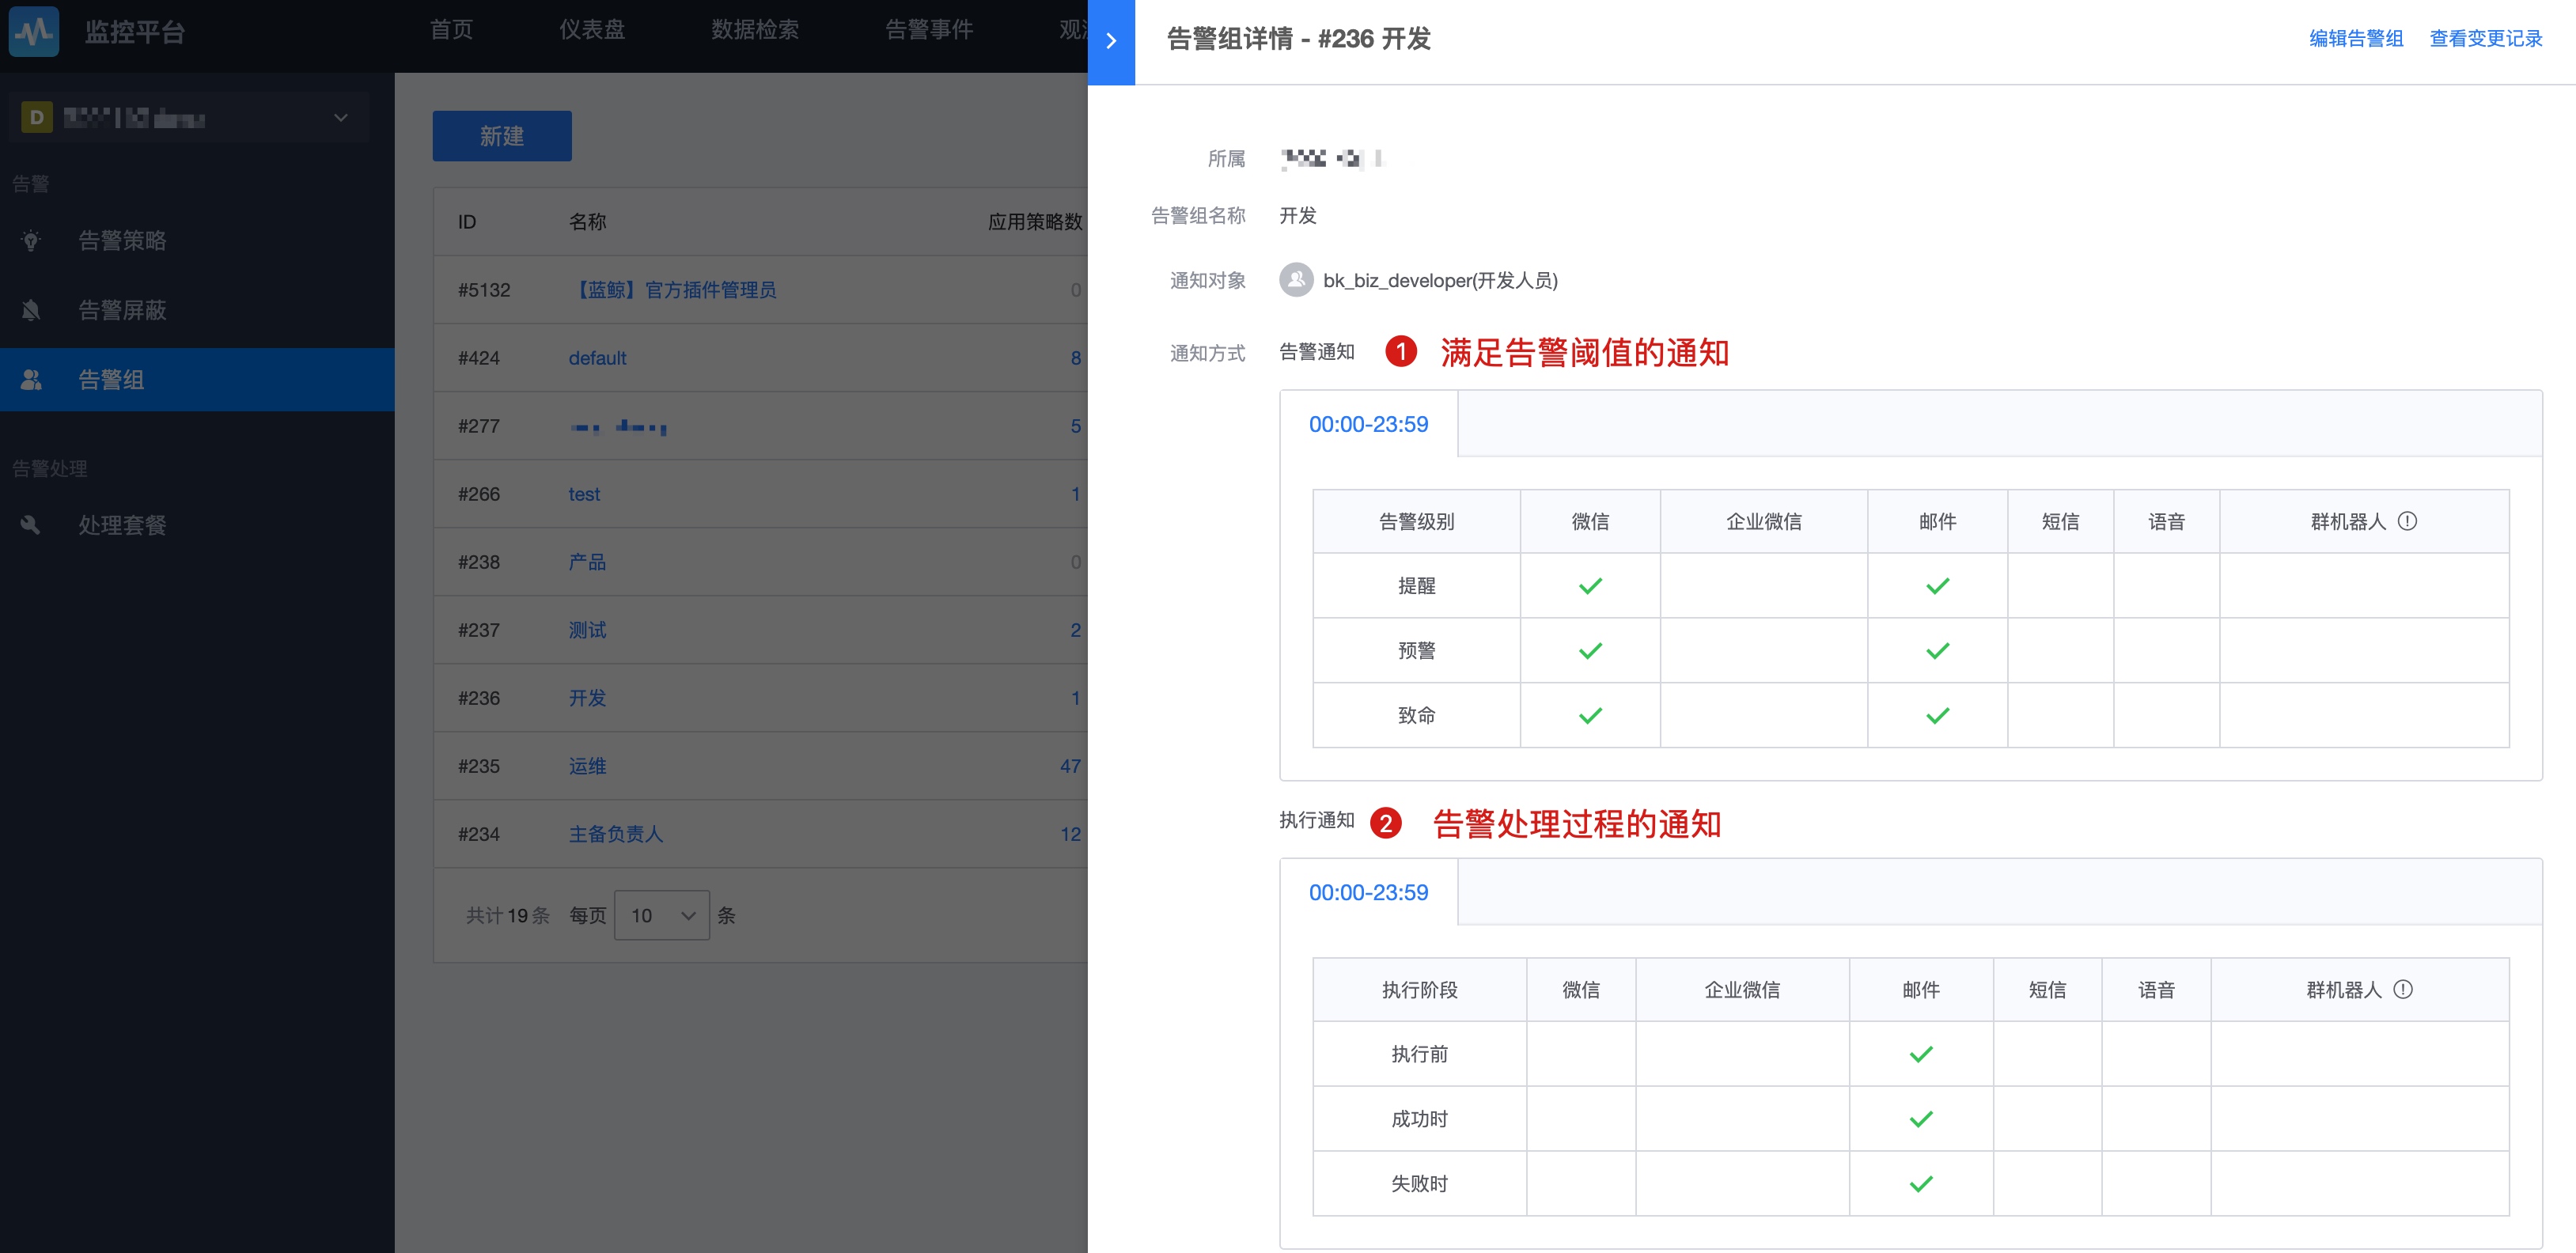 监控平台
首页 仪表盘 数据检索 告警事件
D
告警
告警策略
告警屏蔽
告警组
告警处理
处理套餐
新建
ID 名称 应用策略数
#5132 【蓝鲸】官方插件管理员 0
#424 default 8
#277 5
#266 test 1
#238 产品 0
#237 测试 2
#236 开发 1
#235 运维 47
#234 主备负责人 12
共计 19 条 每页 10 条
告警组详情 - #236 开发
编辑告警组 查看变更记录
所属
告警组名称 开发
通知对象 bk_biz_developer(开发人员)
通知方式 告警通知 1 满足告警阈值的通知
00:00-23:59
告警级别 微信 企业微信 邮件 短信 语音 群机器人
提醒
预警
致命
执行通知 2 告警处理过程的通知
00:00-23:59
执行阶段 微信 企业微信 邮件 短信 语音 群机器人
执行前
成功时
失败时